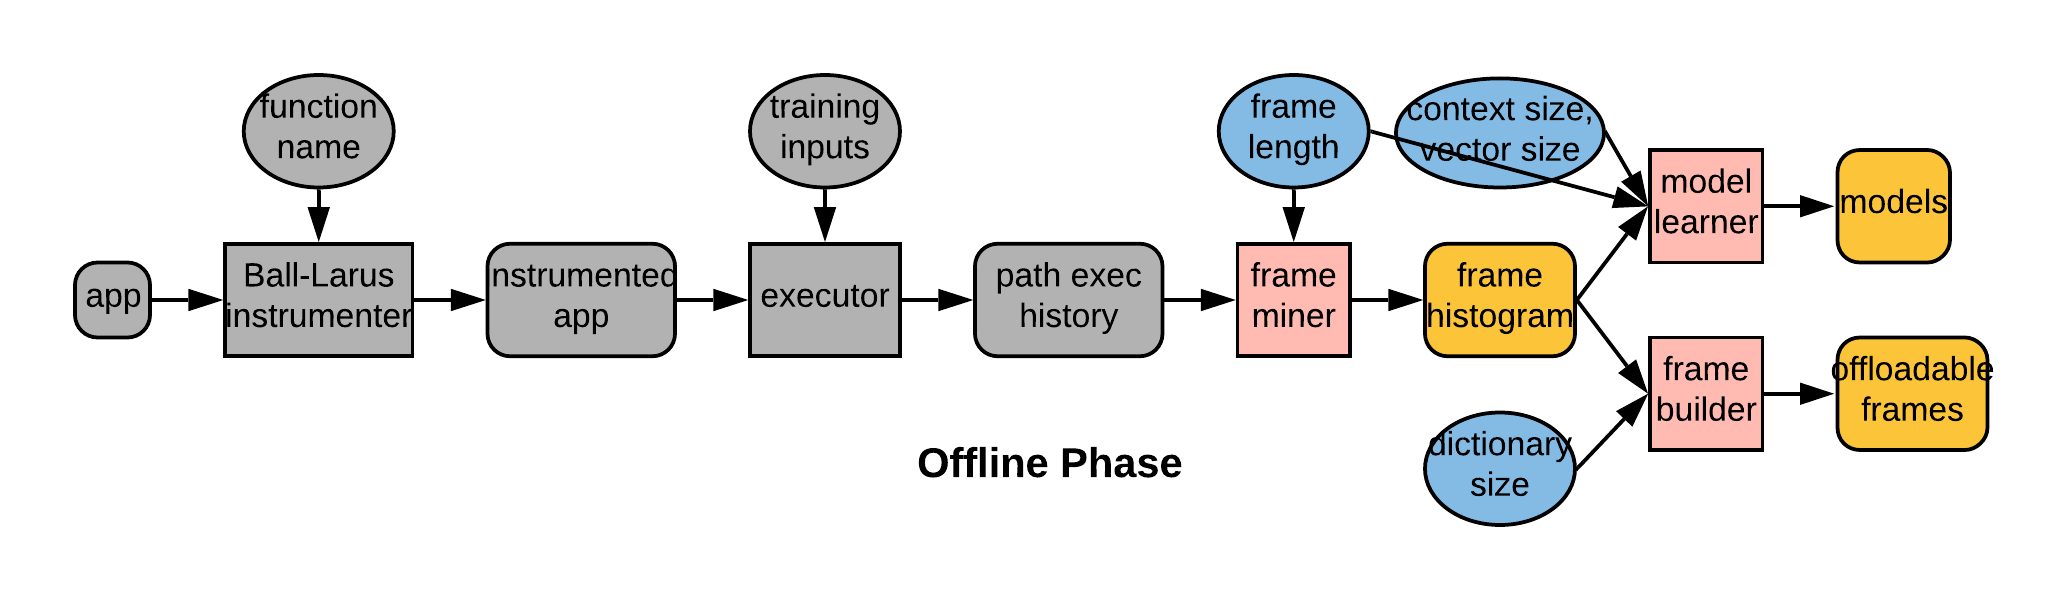 function
name
training
inputs
frame
length
context size,
vector size
model
learner
models
app
Ball-Larus
instrumenter
nstrumented
app
executor
path exec
history
frame
miner
frame
histogram
frame
builder
offloadable
frames
dictionary
size
Offline Phase